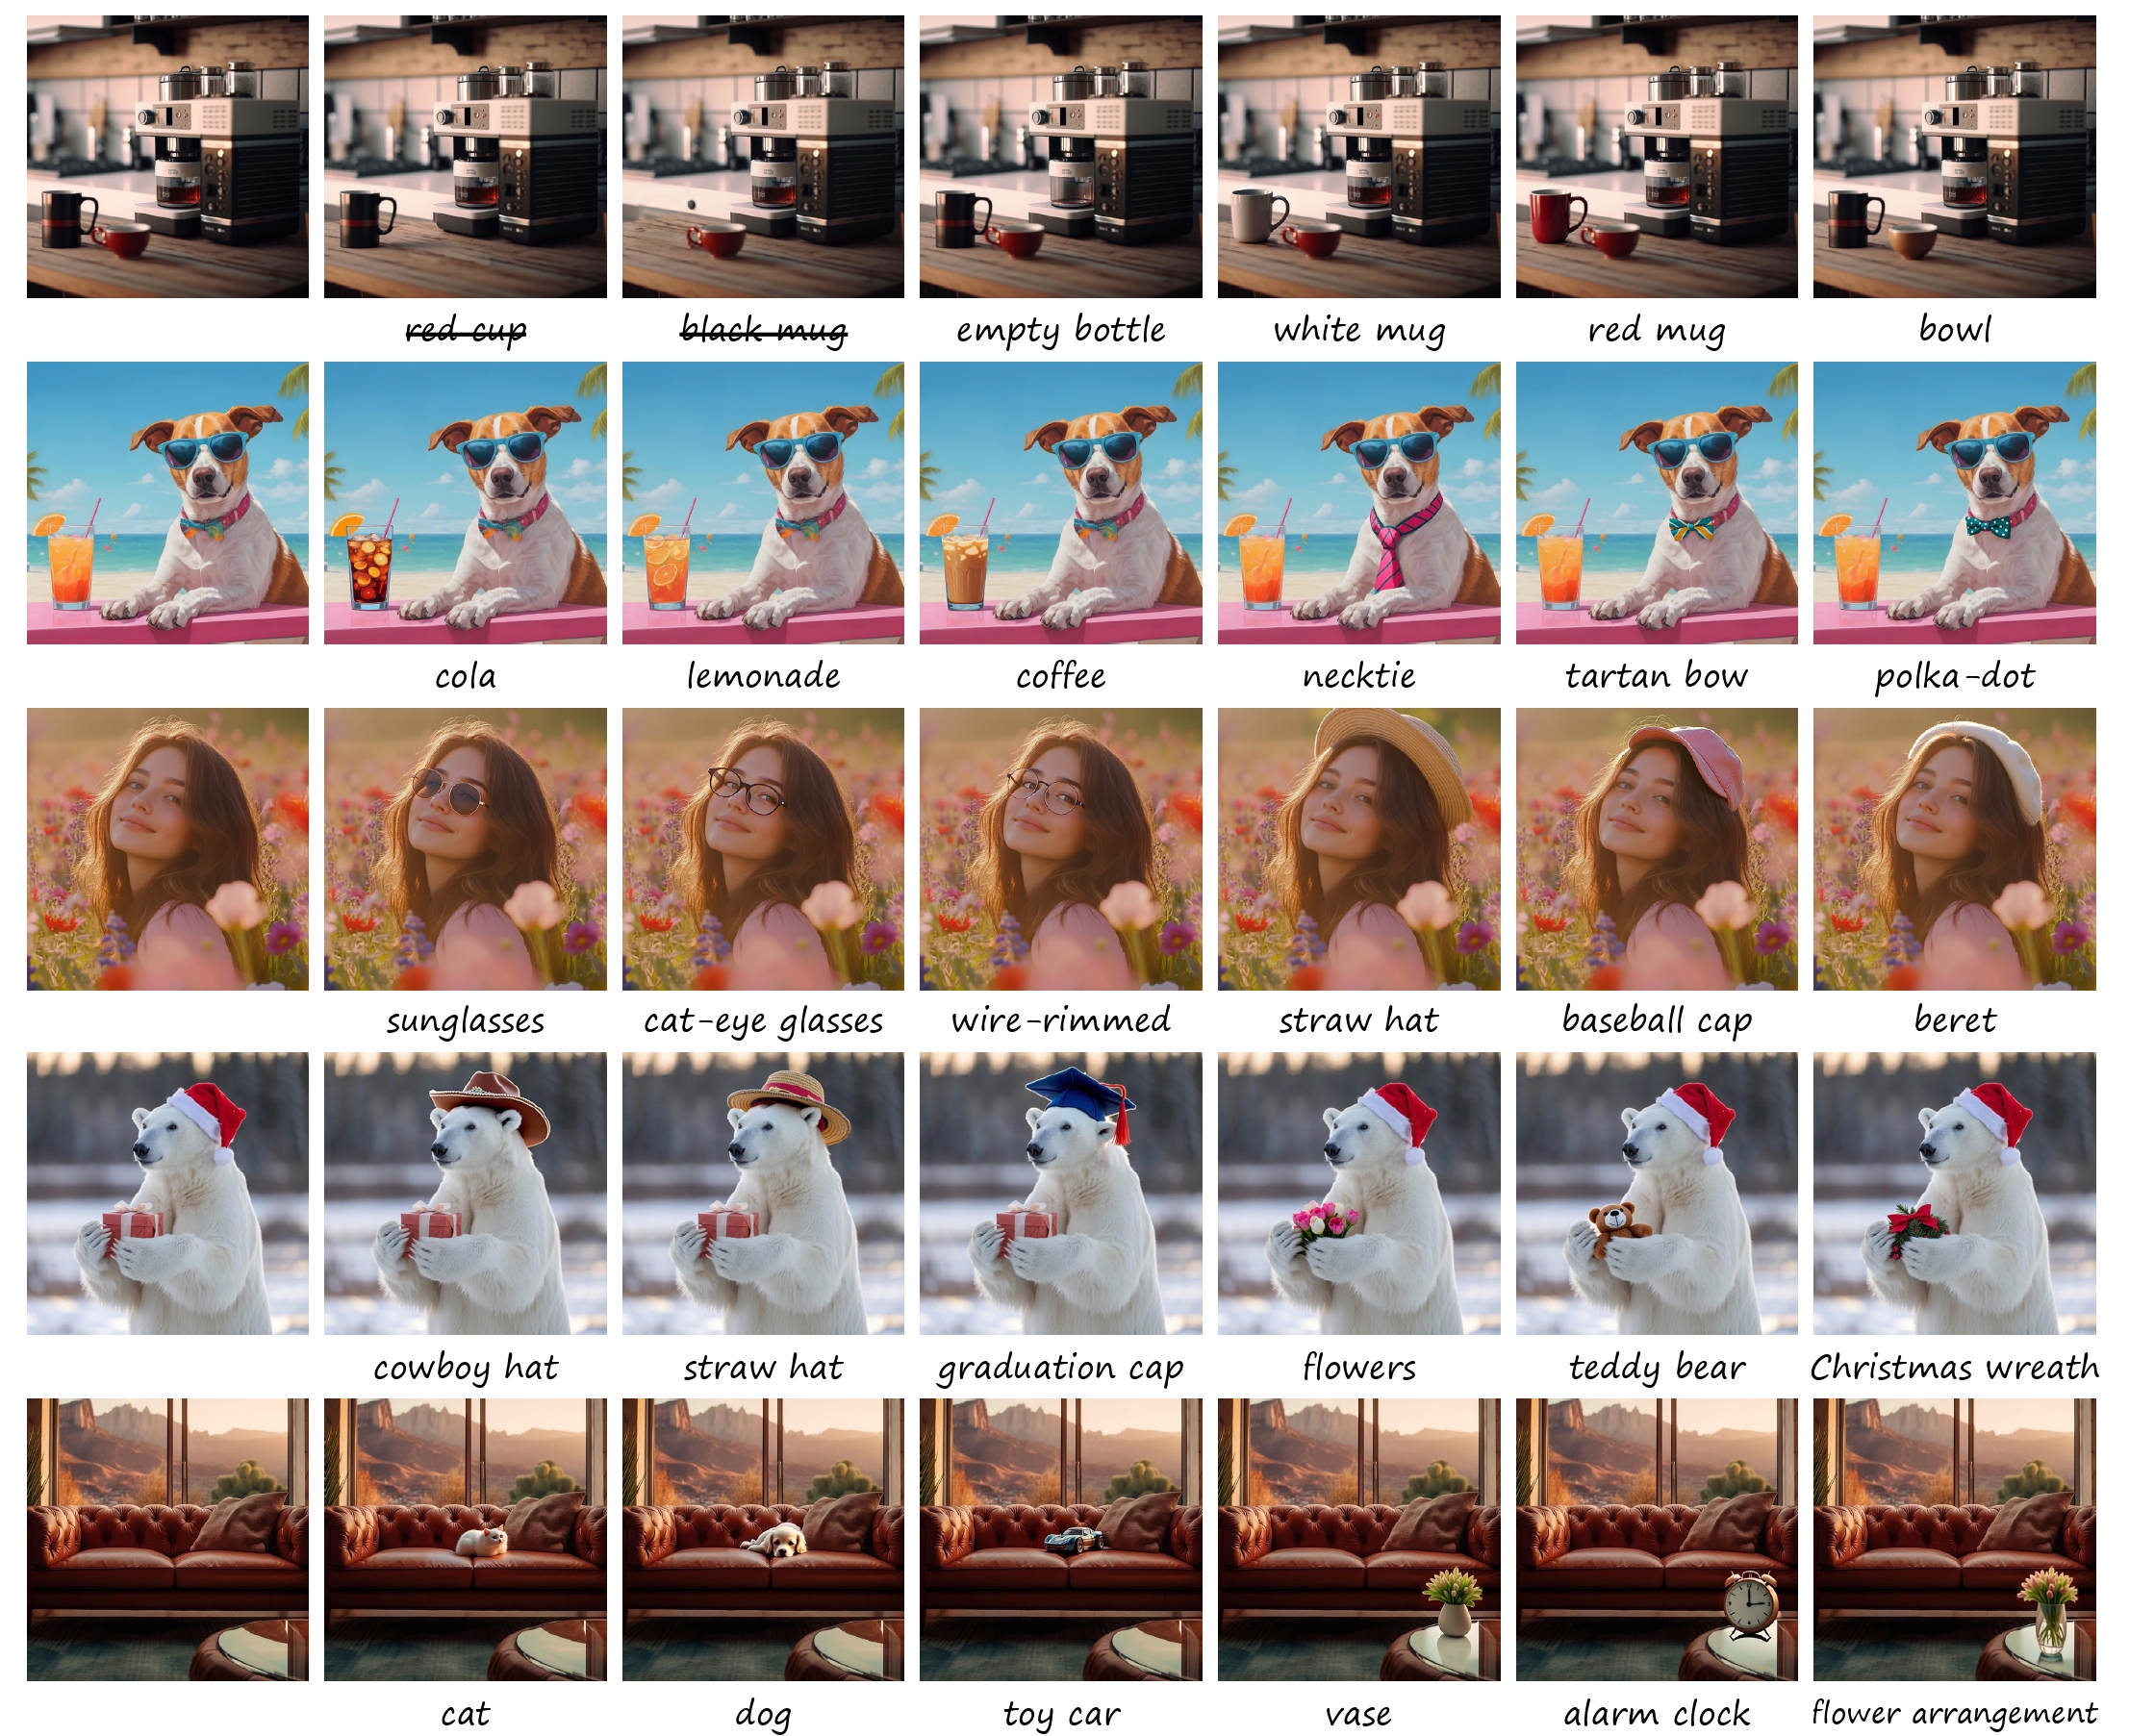 red cup black mug empty bottle white mug red mug bowl
cola lemonade coffee necktie tartan bow polka-dot
sunglasses cat-eye glasses wire-rimmed straw hat baseball cap beret
cowboy hat straw hat graduation cap flowers teddy bear Christmas wreath
cat dog toy car vase alarm clock flower arrangement